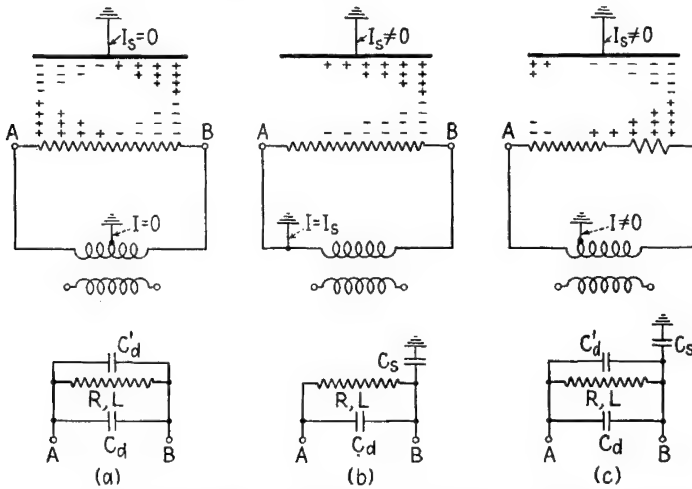 I_s=0
I_s≠0
I_s≠0
A
B
A
B
A
I=0
I=I_s
I≠0
C'_d
R, L
C_d
A
B
(a)
C_s
R, L
C_d
A
B
(b)
C_s
C'_d
R, L
C_d
A
B
(c)